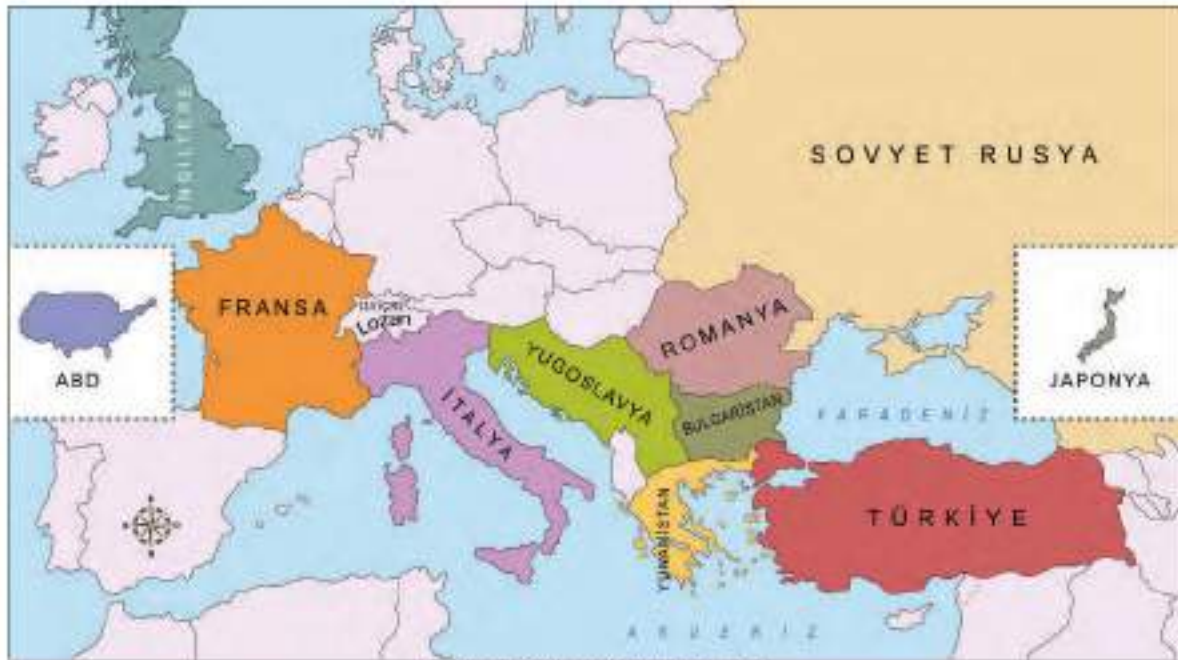 SOVYET RUSYA
İNGİLTERE
FRANSA
Lozan
ROMANYA
ABD
YUGOSLAVYA
JAPONYA
İTALYA
BULGARİSTAN
KARADENİZ
YUNANİSTAN
TÜRKİYE
AKDENİZ